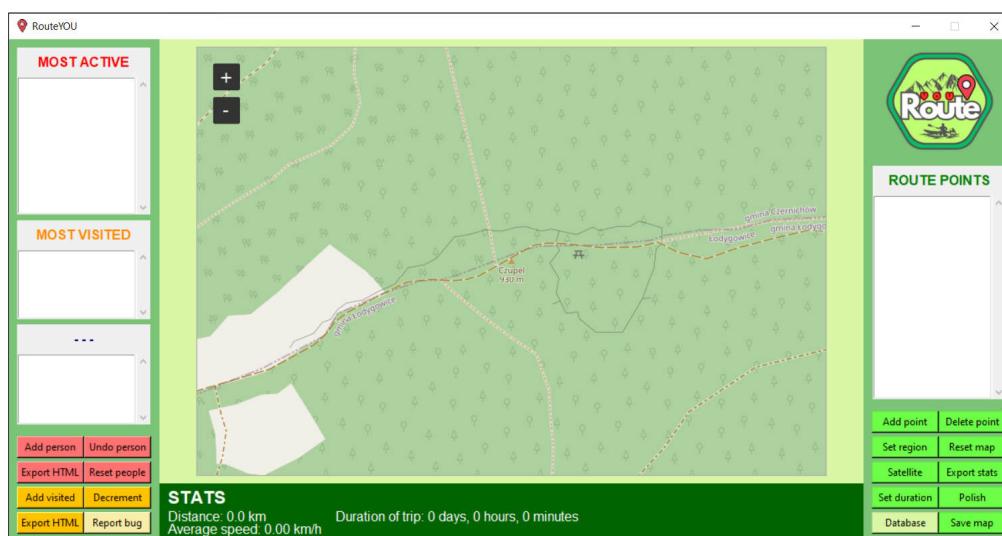 RouteYOU
MOST ACTIVE
MOST VISITED
---
Add person Undo person
Export HTML Reset people
Add visited Decrement
Export HTML Report bug
+
-
gmina Czernichów
Łodygowice gmina Łodygo
Czupel
930 m
gmina Łodygowice
STATS
Distance: 0.0 km Duration of trip: 0 days, 0 hours, 0 minutes
Average speed: 0.00 km/h
YOU
Route
ROUTE POINTS
Add point Delete point
Set region Reset map
Satellite Export stats
Set duration Polish
Database Save map